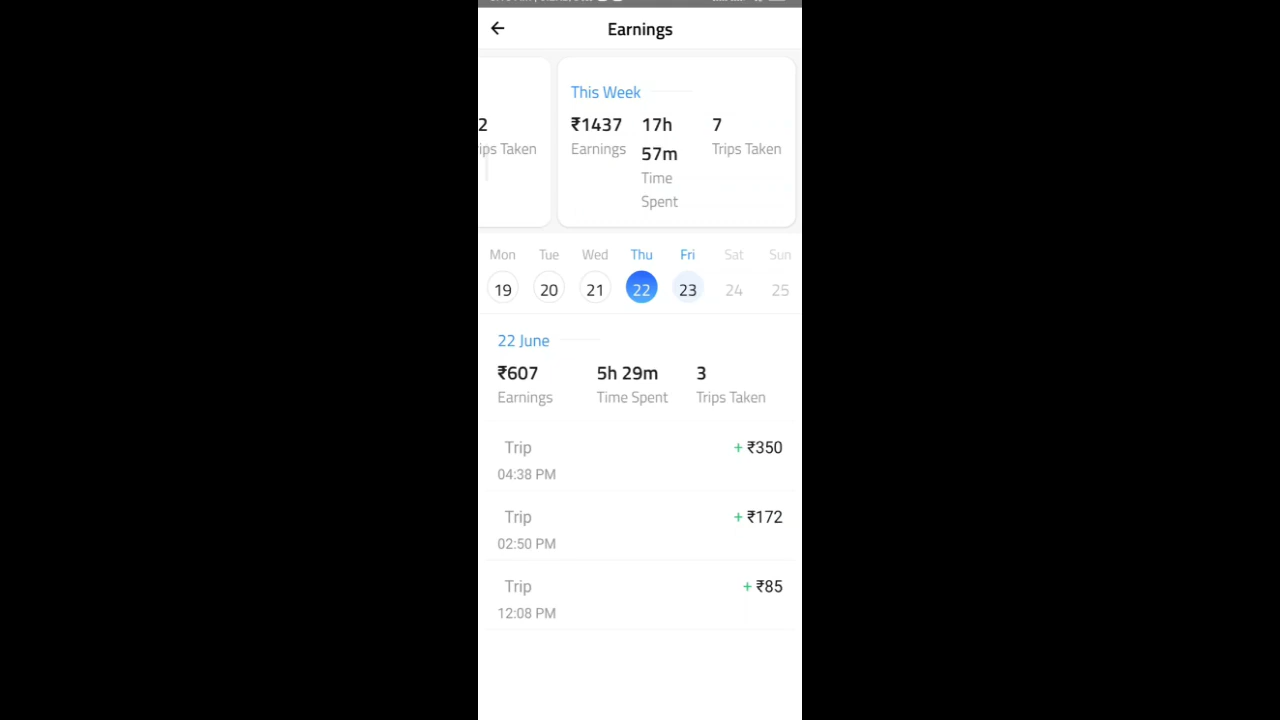 Earnings
This Week
2
₹1437
17h
57m
7
ips Taken
Earnings
Time
Spent
Trips Taken
Mon Tue Wed Thu Fri Sat Sun
19 20 21 22 23 24 25
22 June
₹607 5h 29m 3
Earnings Time Spent Trips Taken
Trip + ₹350
04:38 PM
Trip + ₹172
02:50 PM
Trip + ₹85
12:08 PM